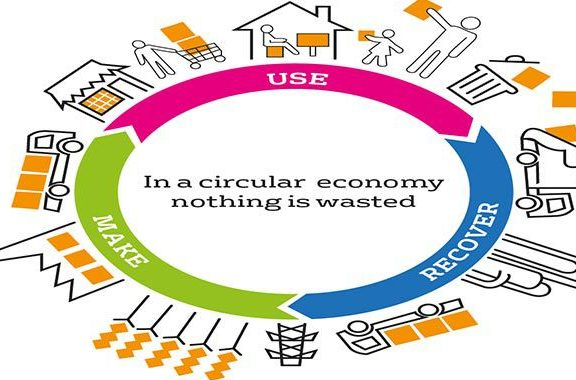 USE
In a circular economy
nothing is wasted
MAKE
RECOVER